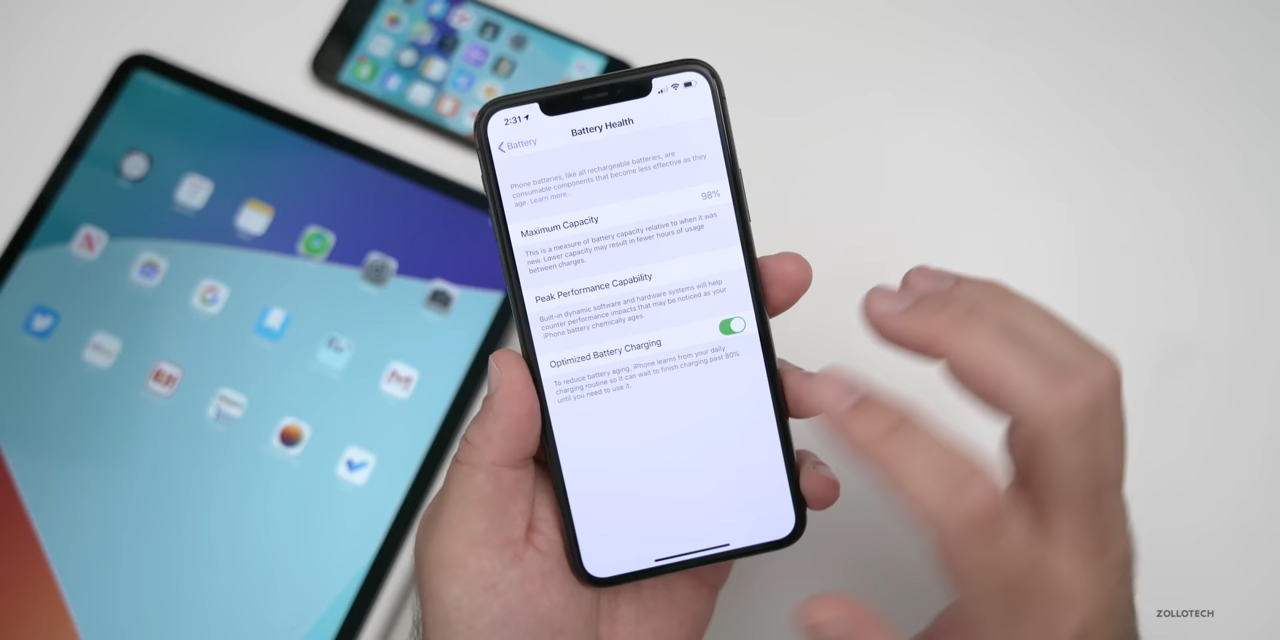 2:31
Battery
Battery Health
Phone batteries, like all rechargeable batteries, are
consumable components that become less effective as they
age. Learn more...
Maximum Capacity
98%
This is a measure of battery capacity relative to when it was
new. Lower capacity may result in fewer hours of usage
between charges.
Peak Performance Capability
Built-in dynamic software and hardware systems will help
counter performance impacts that may be noticed as your
iPhone battery chemically ages.
Optimized Battery Charging
To reduce battery aging, iPhone learns from your daily
charging routine so it can wait to finish charging past 80%
until you need to use it.
ZOLLOTECH